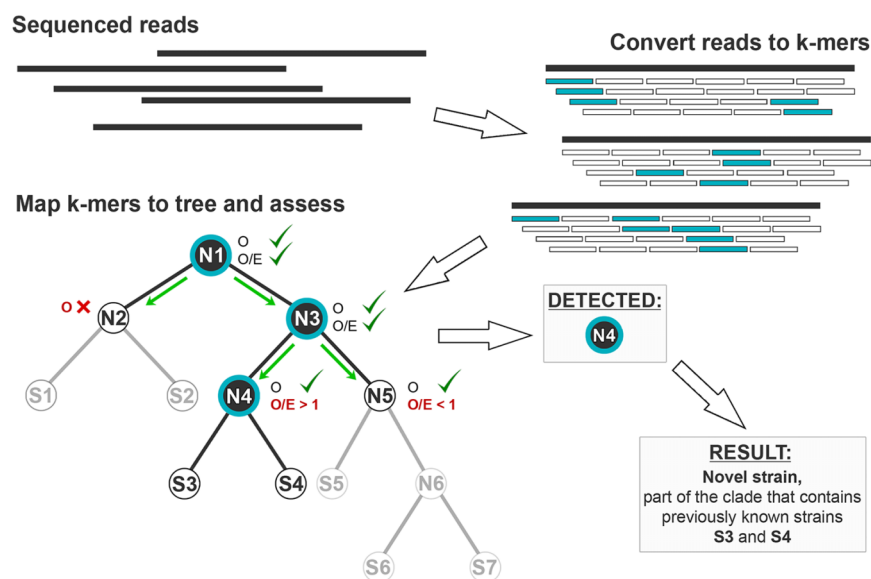 Sequenced reads
Convert reads to k-mers
Map k-mers to tree and assess
O
N1
O/E
O
N2
N3
O
O/E
DETECTED:
N4
S1
S2
N4
O
O/E > 1
N5
O
O/E < 1
RESULT:
Novel strain,
part of the clade that contains
previously known strains
S3 and S4
S3
S4
S5
N6
S6
S7